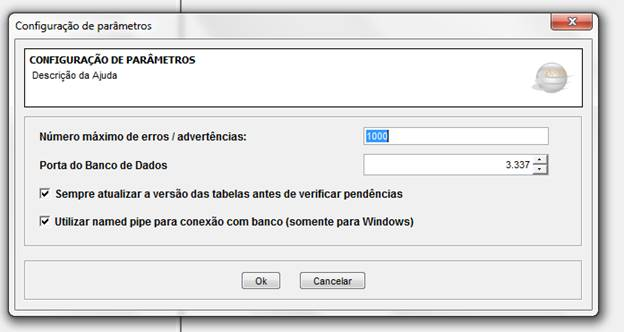 Configuração de parâmetros
CONFIGURAÇÃO DE PARÂMETROS
Descrição da Ajuda
Número máximo de erros / advertências: 1000
Porta do Banco de Dados 3.337
Sempre atualizar a versão das tabelas antes de verificar pendências
Utilizar named pipe para conexão com banco (somente para Windows)
Ok Cancelar